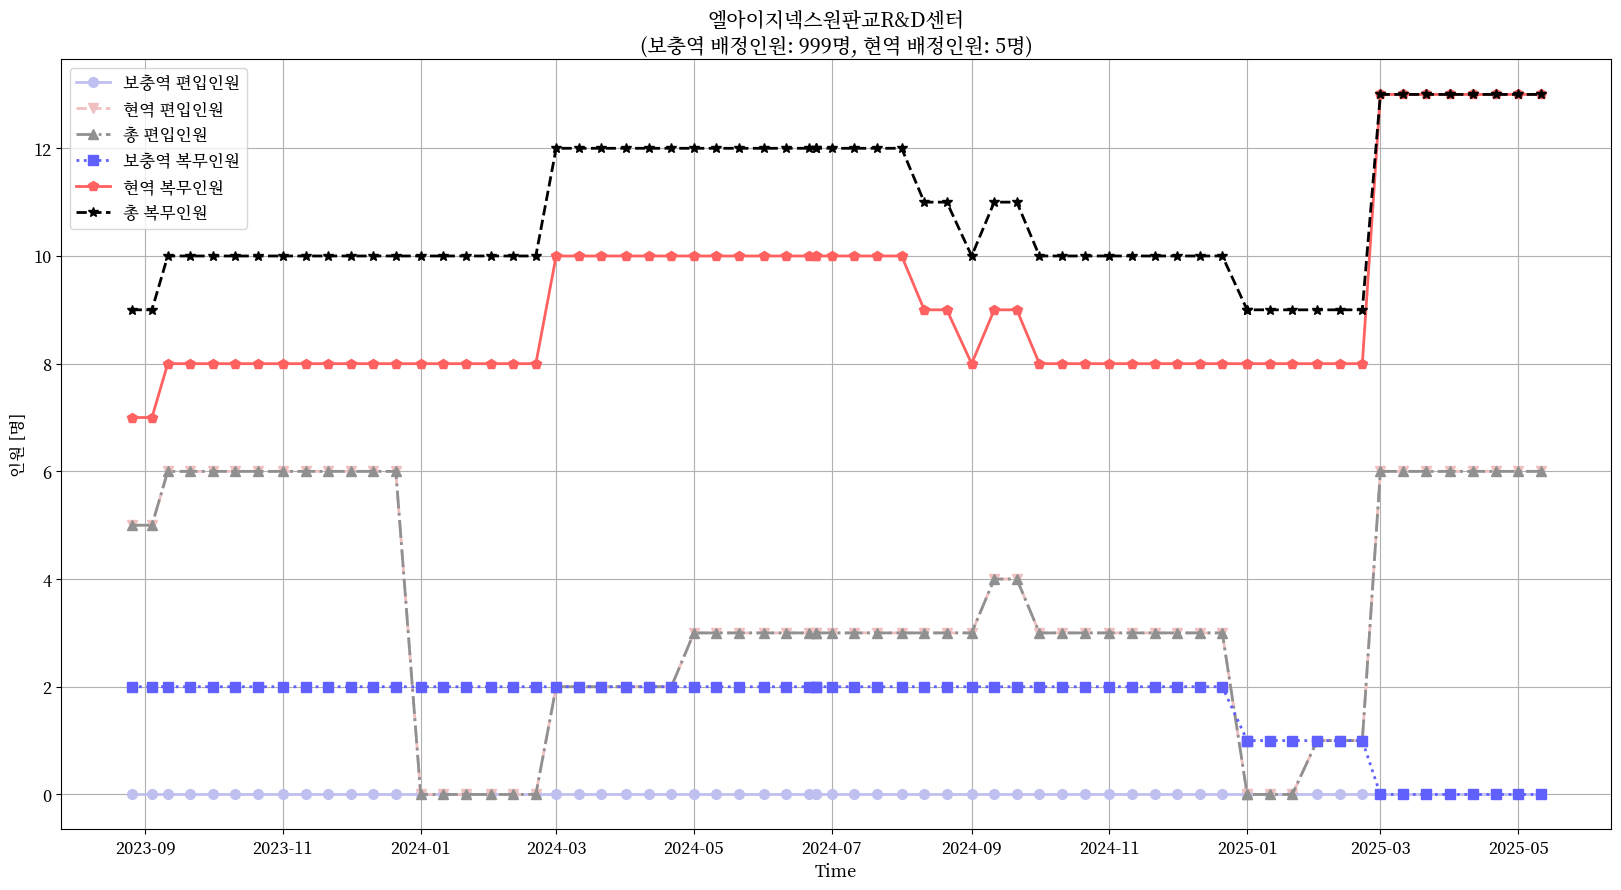 엘아이지넥스원판교R&D센터
(보충역 배정인원: 999명, 현역 배정인원: 5명)
보충역 편입인원
현역 편입인원
총 편입인원
보충역 복무인원
현역 복무인원
총 복무인원
인원 [명]
12
10
8
6
4
2
0
2023-09 2023-11 2024-01 2024-03 2024-05 2024-07 2024-09 2024-11 2025-01 2025-03 2025-05
Time